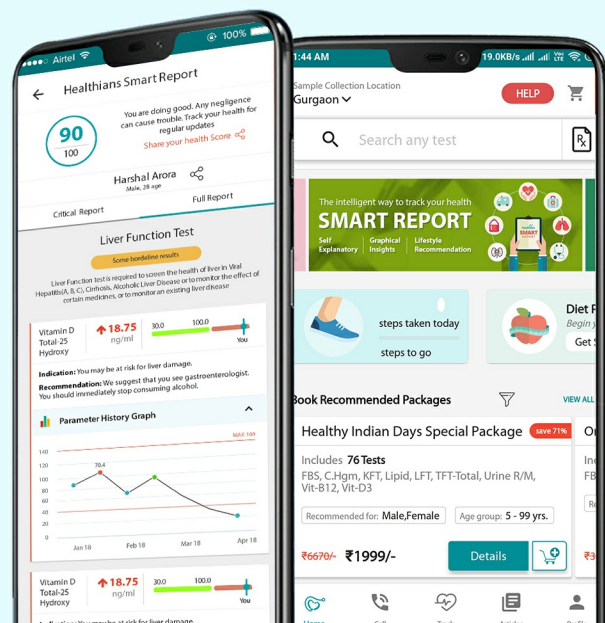 Airtel
100%
Healthians Smart Report
90
100
You are doing good. Any negligence
can cause trouble. Track your health for
regular updates
Share your health Score
Harshal Arora
Male, 28 age
Critical Report
Full Report
Liver Function Test
Some bordeline results
Liver Function test is required to screen the health of liver in Viral
Hepatitis(A, B, C), Cirrhosis, Alcoholic Liver Disease or to monitor the effect of
certain medicines, or to monitor an existing liver disease
Vitamin D
Total-25
Hydroxy
18.75
ng/ml
30.0
100.0
You
Indication: You may be at risk for liver damage.
Recommendation: We suggest that you see gastroenterologist.
You should immediately stop consuming alcohol.
Parameter History Graph
MAX 100
140
120
100
80
60
40
20
0
70.4
Jan 18
Feb 18
Mar 18
Apr 18
Vitamin D
Total-25
Hydroxy
18.75
ng/ml
30.0
100.0
You
1:44 AM
19.0KB/s
Sample Collection Location
Gurgaon
HELP
Search any test
Rx
The intelligent way to track your health
SMART REPORT
Self
Explanatory
Graphical
Insights
Lifestyle
Recommendation
SMART
steps taken today
steps to go
Diet P
Begin y
Get S
Book Recommended Packages
VIEW ALL
Healthy Indian Days Special Package
save 71%
Includes 76 Tests
FBS, C.Hgm, KFT, Lipid, LFT, TFT-Total, Urine R/M,
Vit-B12, Vit-D3
Recommended for: Male,Female
Age group: 5 - 99 yrs.
₹6670/-
₹1999/-
Details